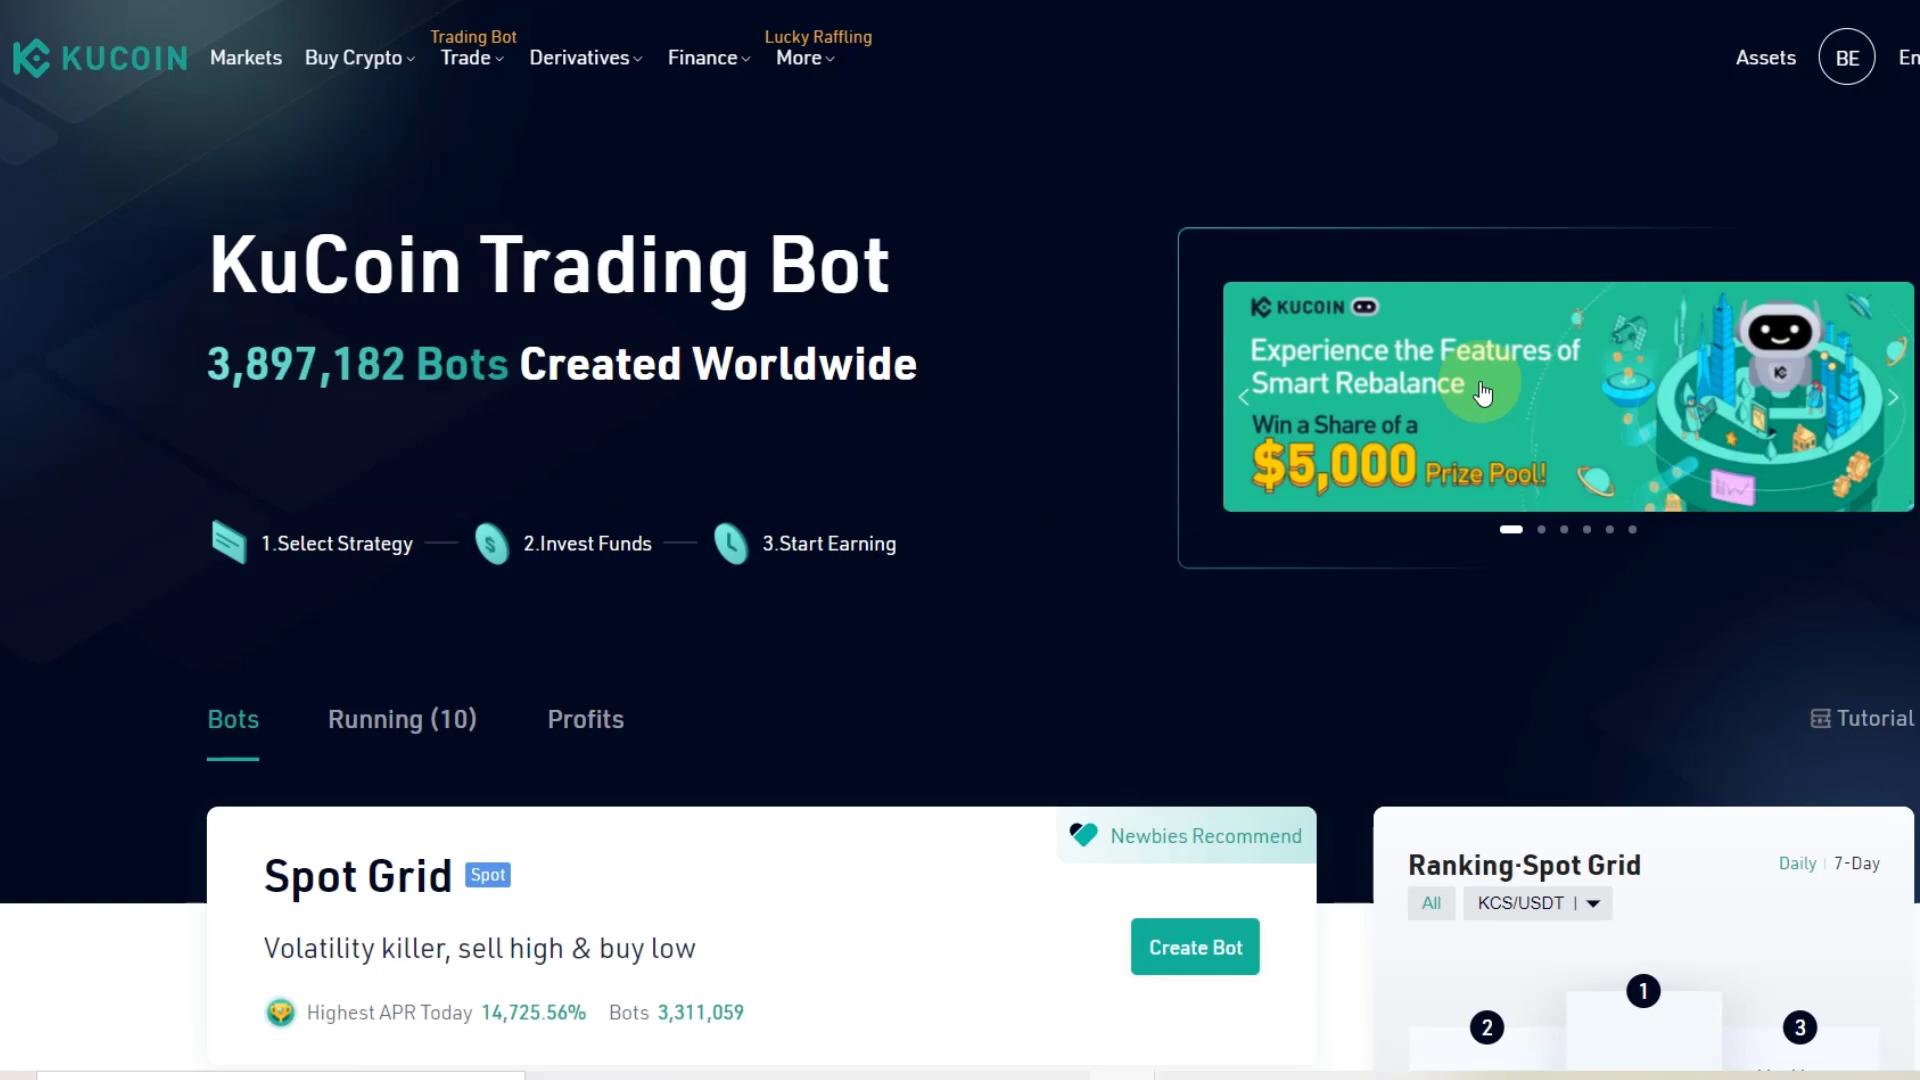 KUCOIN
Markets
Buy Crypto
Trading Bot
Trade
Derivatives
Finance
Lucky Raffling
More
Assets
BE
En
KuCoin Trading Bot
3,897,182 Bots Created Worldwide
KUCOIN
Experience the Features of
Smart Rebalance
Win a Share of a
$5,000 Prize Pool!
1.Select Strategy
2.Invest Funds
3.Start Earning
Bots
Running (10)
Profits
Tutorial
Newbies Recommend
Spot Grid Spot
Volatility killer, sell high & buy low
Create Bot
Highest APR Today 14,725.56% Bots 3,311,059
Ranking·Spot Grid
Daily | 7-Day
All
KCS/USDT |
1
2
3